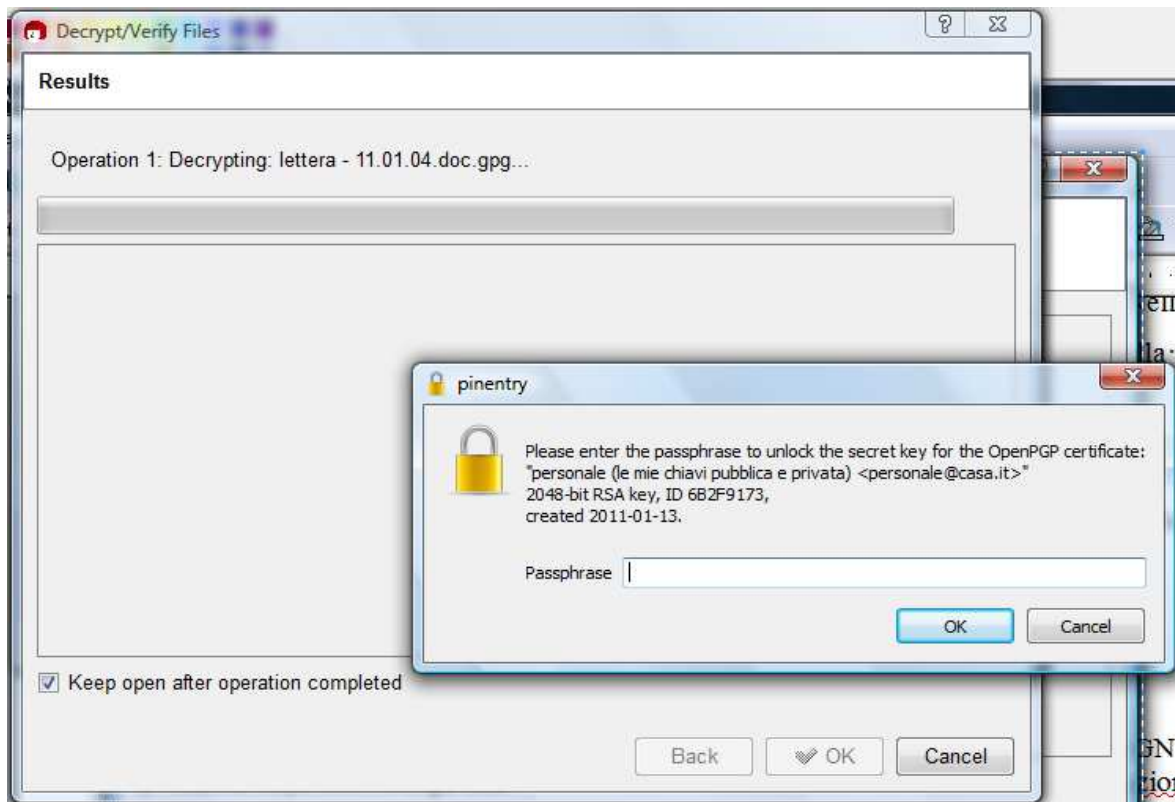 Decrypt/Verify Files
Results
Operation 1: Decrypting: lettera - 11.01.04.doc.gpg...
pinentry
Please enter the passphrase to unlock the secret key for the OpenPGP certificate:
"personale (le mie chiavi pubblica e privata) <personale@casa.it>"
2048-bit RSA key, ID 6B2F9173,
created 2011-01-13.
Passphrase
OK
Cancel
Keep open after operation completed
Back
OK
Cancel